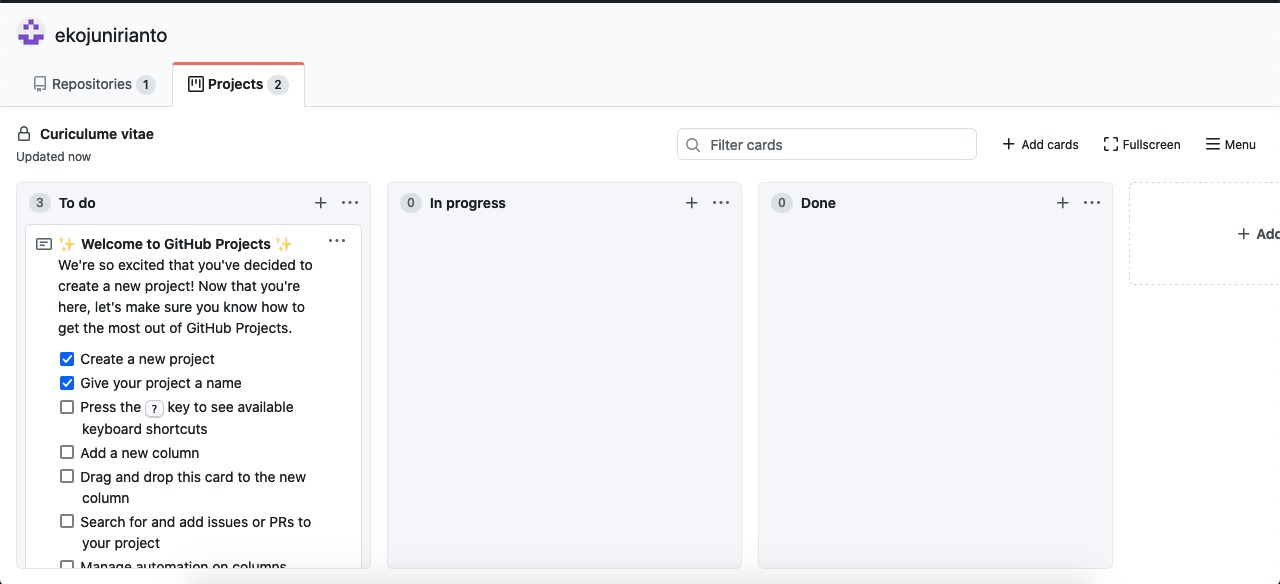 ekojunirianto
Repositories 1
Projects 2
Curiculume vitae
Updated now
Filter cards
Add cards
Fullscreen
Menu
3 To do
✨ Welcome to GitHub Projects ✨
We're so excited that you've decided to
create a new project! Now that you're
here, let's make sure you know how to
get the most out of GitHub Projects.
Create a new project
Give your project a name
Press the ? key to see available
keyboard shortcuts
Add a new column
Drag and drop this card to the new
column
Search for and add issues or PRs to
your project
Manage automation on columns
0 In progress
0 Done
Add